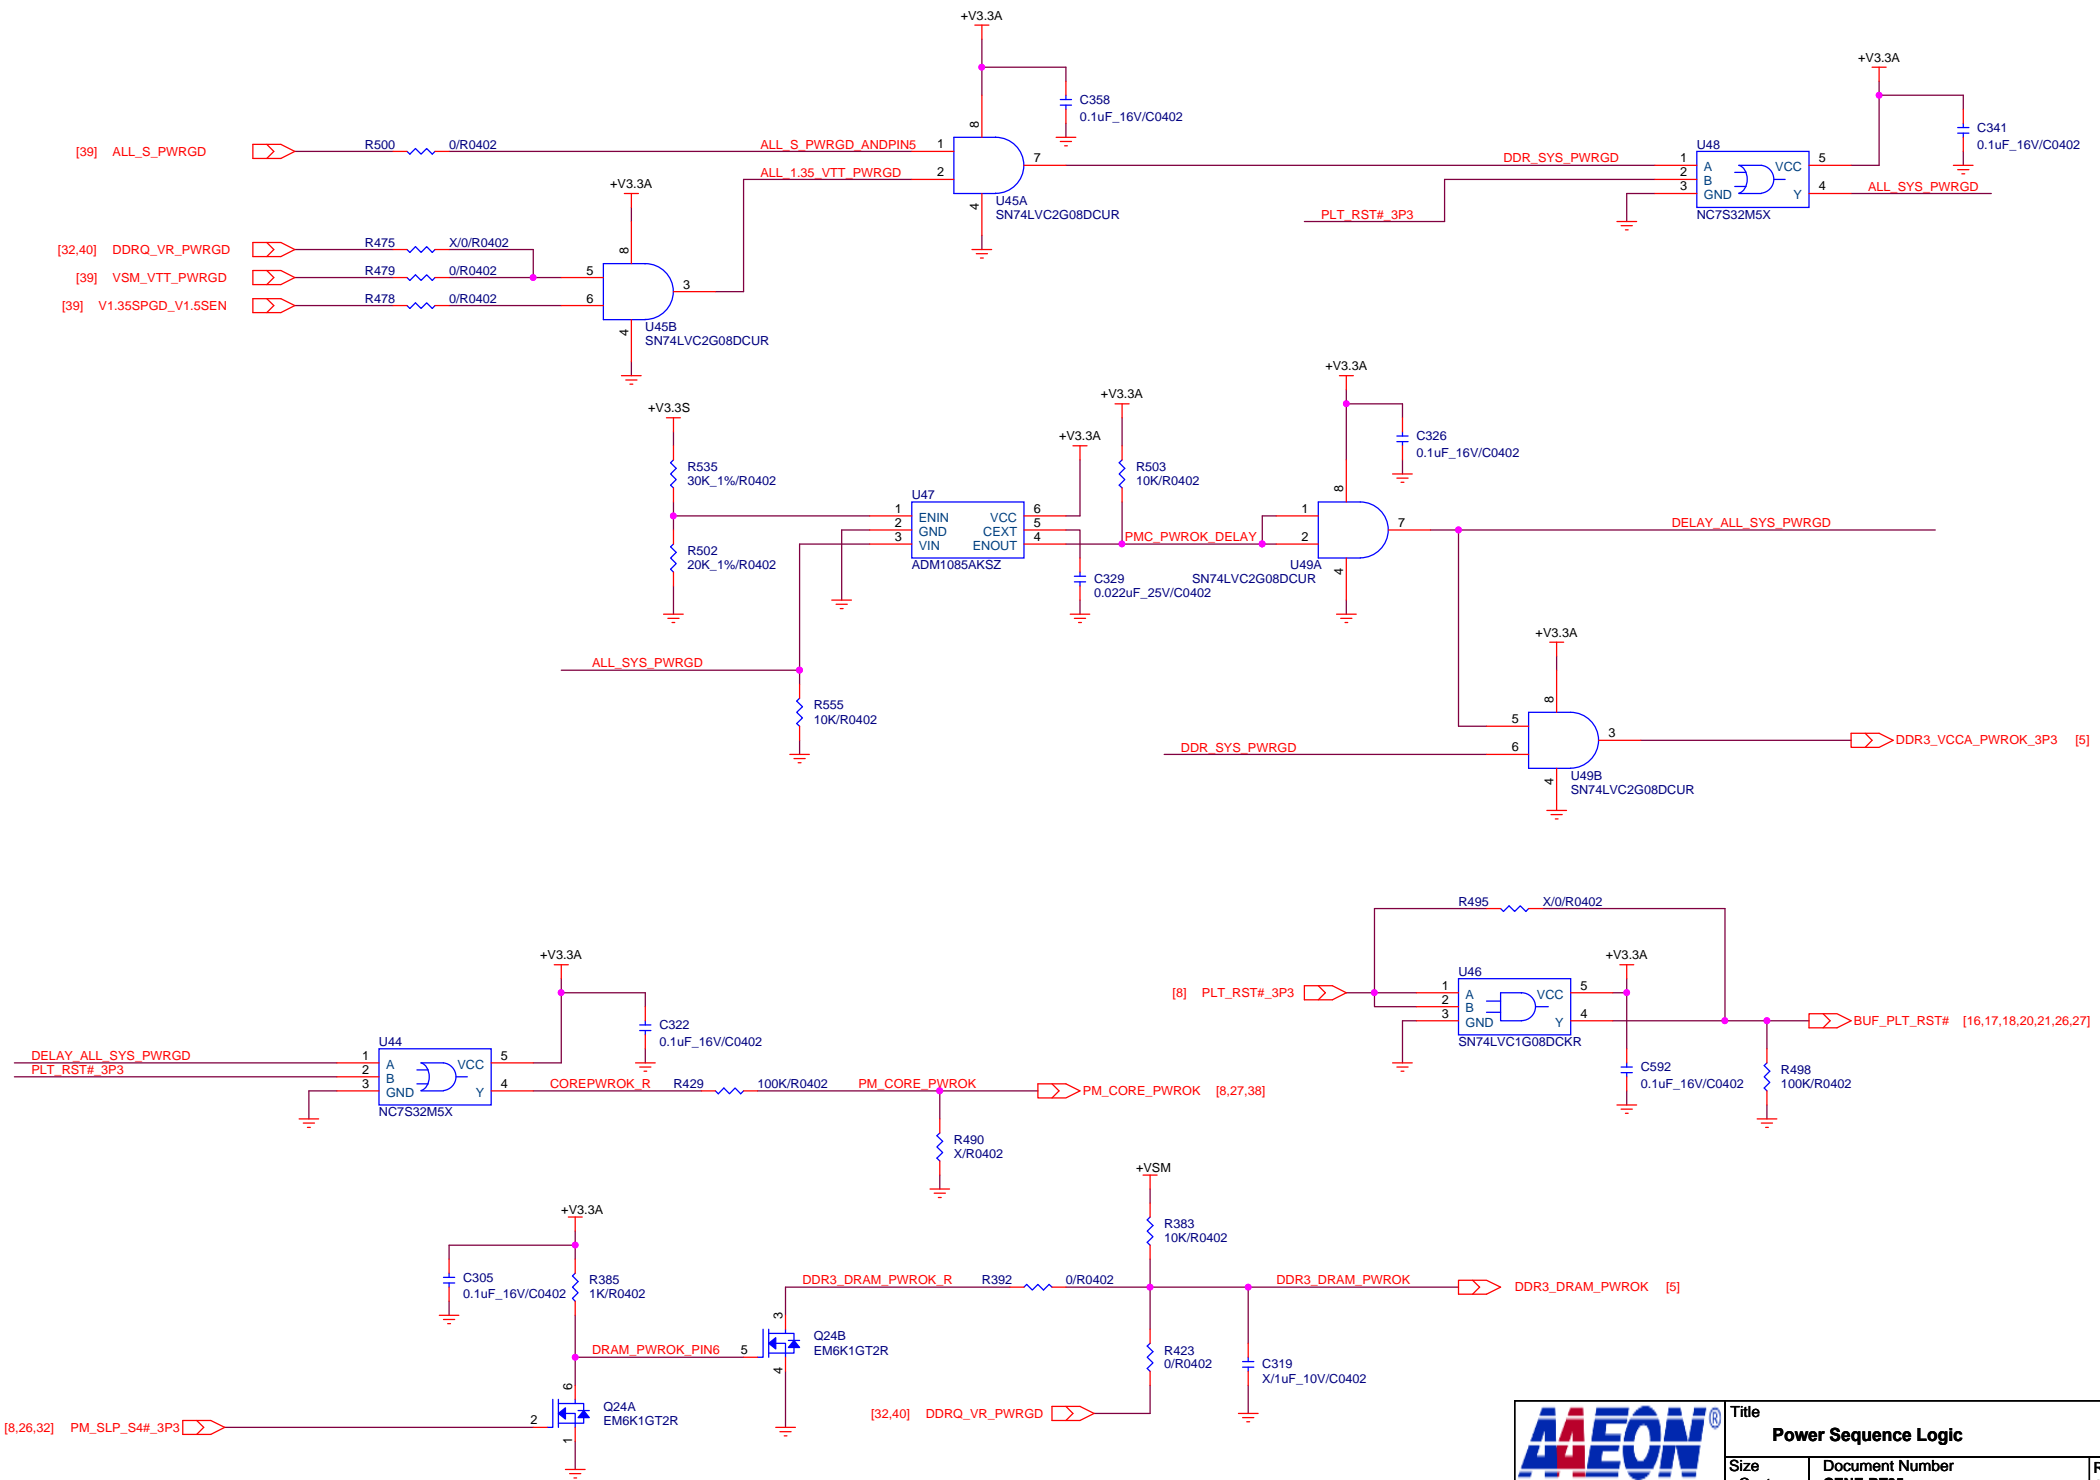 +V3.3A
C358
0.1uF_16V/C0402
[39] ALL_S_PWRGD
R500 0/R0402
ALL_S_PWRGD_ANDPIN5 1
8
7
ALL_1.35_VTT_PWRGD 2
4
U45A
SN74LVC2G08DCUR
+V3.3A
[32,40] DDRQ_VR_PWRGD
R475 X/0/R0402
[39] VSM_VTT_PWRGD
R479 0/R0402
5
[39] V1.35SPGD_V1.5SEN
R478 0/R0402
6
8
3
4
U45B
SN74LVC2G08DCUR
+V3.3A
C341
0.1uF_16V/C0402
U48
DDR_SYS_PWRGD 1 A VCC 5
2 B
3 GND Y 4 ALL_SYS_PWRGD
PLT_RST#_3P3
NC7S32M5X
+V3.3S
R535
30K_1%/R0402
R502
20K_1%/R0402
+V3.3A
+V3.3A
R503
10K/R0402
U47
1 ENIN VCC 6
2 GND CEXT 5
3 VIN ENOUT 4
ADM1085AKSZ
C329
0.022uF_25V/C0402
PMC_PWROK_DELAY
+V3.3A
C326
0.1uF_16V/C0402
8
1
2
7
4
U49A
SN74LVC2G08DCUR
DELAY_ALL_SYS_PWRGD
ALL_SYS_PWRGD
R555
10K/R0402
+V3.3A
8
5
DDR_SYS_PWRGD 6
3
4
U49B
SN74LVC2G08DCUR
DDR3_VCCA_PWROK_3P3 [5]
+V3.3A
C322
0.1uF_16V/C0402
U44
DELAY_ALL_SYS_PWRGD 1 A VCC 5
PLT_RST#_3P3 2 B
3 GND Y 4
NC7S32M5X
COREPWROK_R R429 100K/R0402 PM_CORE_PWROK
PM_CORE_PWROK [8,27,38]
R490
X/R0402
R495 X/0/R0402
+V3.3A
U46
[8] PLT_RST#_3P3
1 A VCC 5
2 B
3 GND Y 4
SN74LVC1G08DCKR
BUF_PLT_RST# [16,17,18,20,21,26,27]
C592
0.1uF_16V/C0402
R498
100K/R0402
+V3.3A
C305
0.1uF_16V/C0402
R385
1K/R0402
+VSM
R383
10K/R0402
DDR3_DRAM_PWROK_R R392 0/R0402 DDR3_DRAM_PWROK
DDR3_DRAM_PWROK [5]
3
DRAM_PWROK_PIN6 5
Q24B
EM6K1GT2R
4
R423
0/R0402
C319
X/1uF_10V/C0402
6
[8,26,32] PM_SLP_S4#_3P3
2
Q24A
EM6K1GT2R
1
[32,40] DDRQ_VR_PWRGD
AAEON®
Title
Power Sequence Logic
Size
Document Number